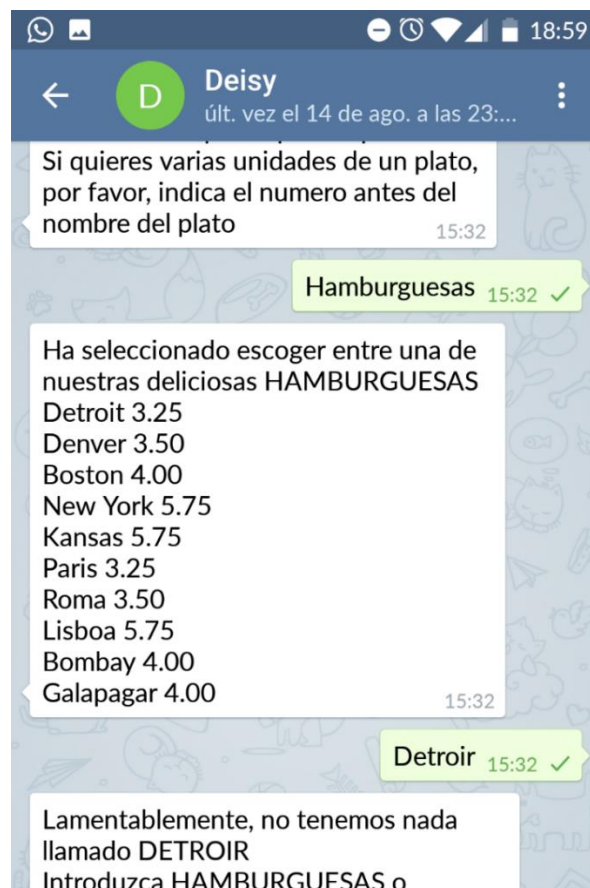 18:59
D
Deisy
últ. vez el 14 de ago. a las 23:...
Si quieres varias unidades de un plato,
por favor, indica el numero antes del
nombre del plato
15:32
Hamburguesas 15:32
Ha seleccionado escoger entre una de
nuestras deliciosas HAMBURGUESAS
Detroit 3.25
Denver 3.50
Boston 4.00
New York 5.75
Kansas 5.75
Paris 3.25
Roma 3.50
Lisboa 5.75
Bombay 4.00
Galapagar 4.00
15:32
Detroir 15:32
Lamentablemente, no tenemos nada
llamado DETROIR
Introduzca HAMBURGUESAS o